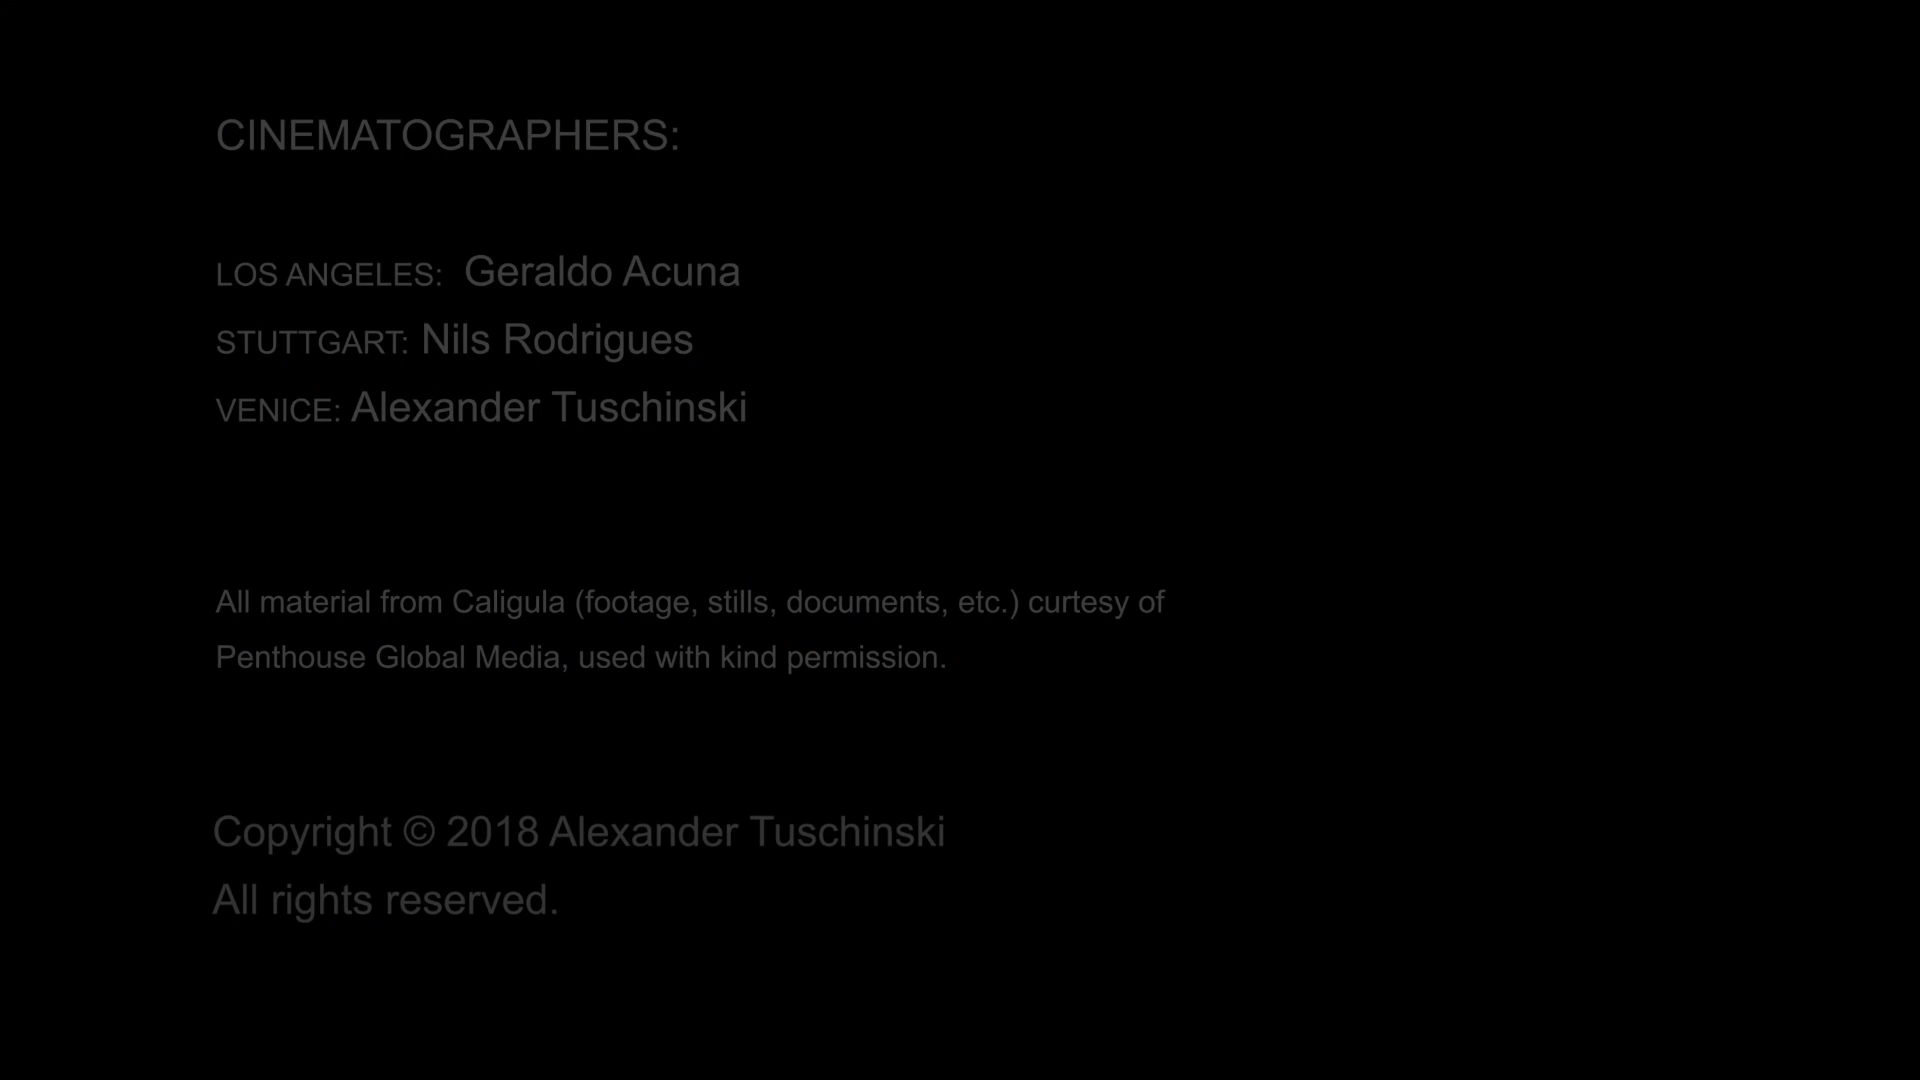 CINEMATOGRAPHERS:
LOS ANGELES: Geraldo Acuna
STUTTGART: Nils Rodrigues
VENICE: Alexander Tuschinski
All material from Caligula (footage, stills, documents, etc.) curtesy of
Penthouse Global Media, used with kind permission.
Copyright © 2018 Alexander Tuschinski
All rights reserved.